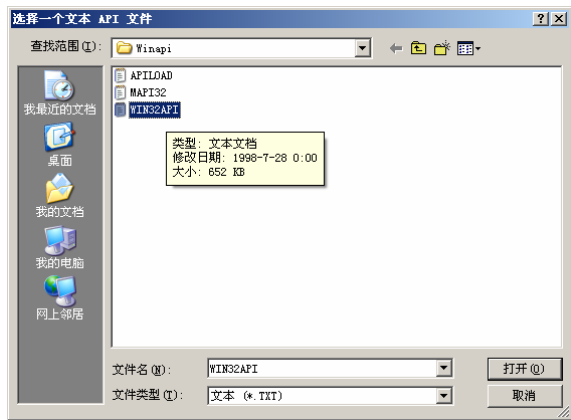 选择一个文本 API 文件
查找范围(I):
Winapi
我最近的文档
桌面
我的文档
我的电脑
网上邻居
APILOAD
MAPI32
WIN32API
类型: 文本文档
修改日期: 1998-7-28 0:00
大小: 652 KB
文件名(N):
WIN32API
打开(O)
文件类型(T):
文本 (*.TXT)
取消